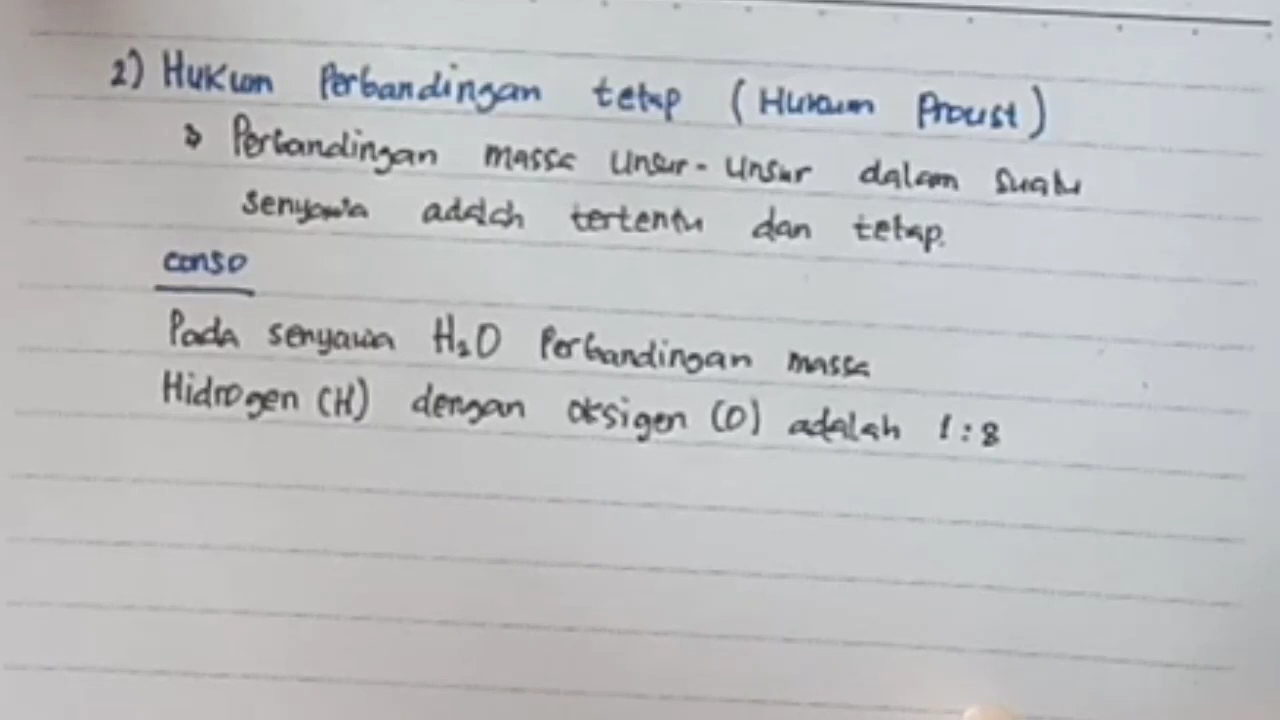 2) Hukum Perbandingan tetap (Hukum Proust)
→ Perbandingan massa unsur-unsur dalam suatu
senyawa adalah tertentu dan tetap.
contso
Pada senyawa H₂O Perbandingan massa
Hidrogen (H) dengan oksigen (O) adalah 1:8